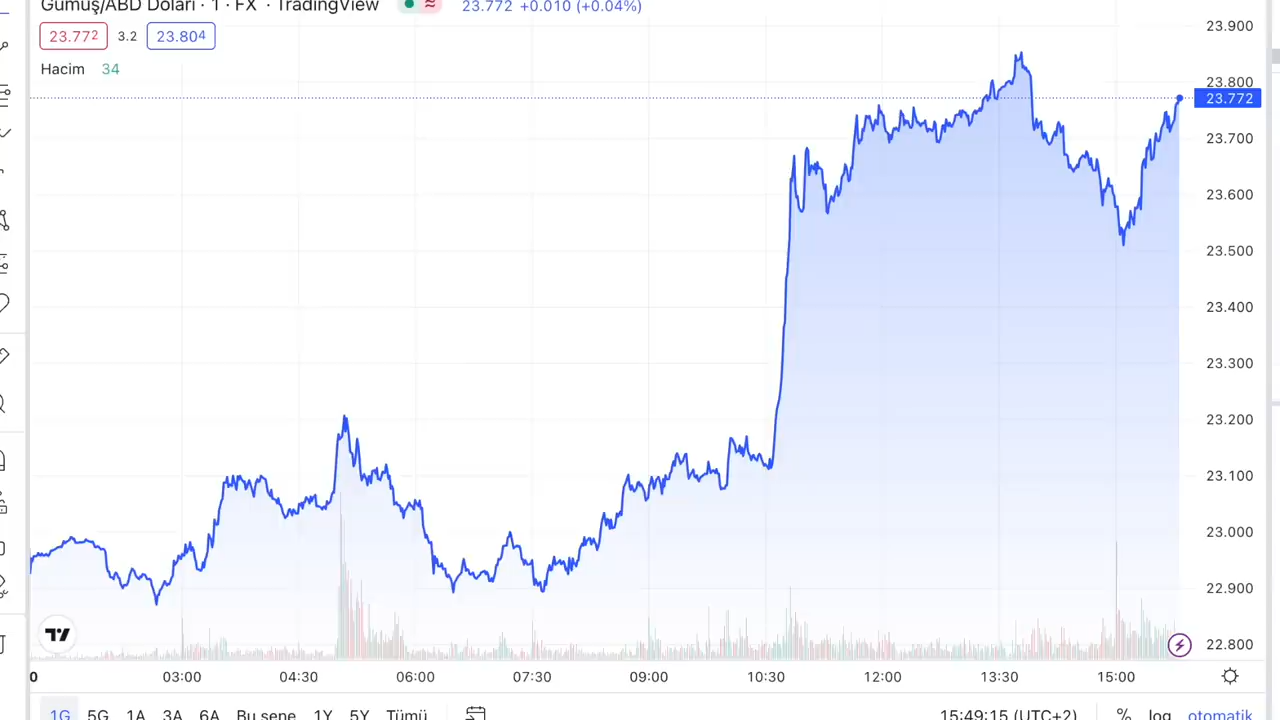 Gümüş/ABD Doları · 1 · FX · TradingView 23.772 +0.010 (+0.04%)
23.772 3.2 23.804
Hacim 34
23.900
23.800
23.772
23.700
23.600
23.500
23.400
23.300
23.200
23.100
23.000
22.900
22.800
0 03:00 04:30 06:00 07:30 09:00 10:30 12:00 13:30 15:00
1G 5G 1A 3A 6A Bu sene 1Y 5Y Tümü 15:49:15 (UTC+2) % log otomatik